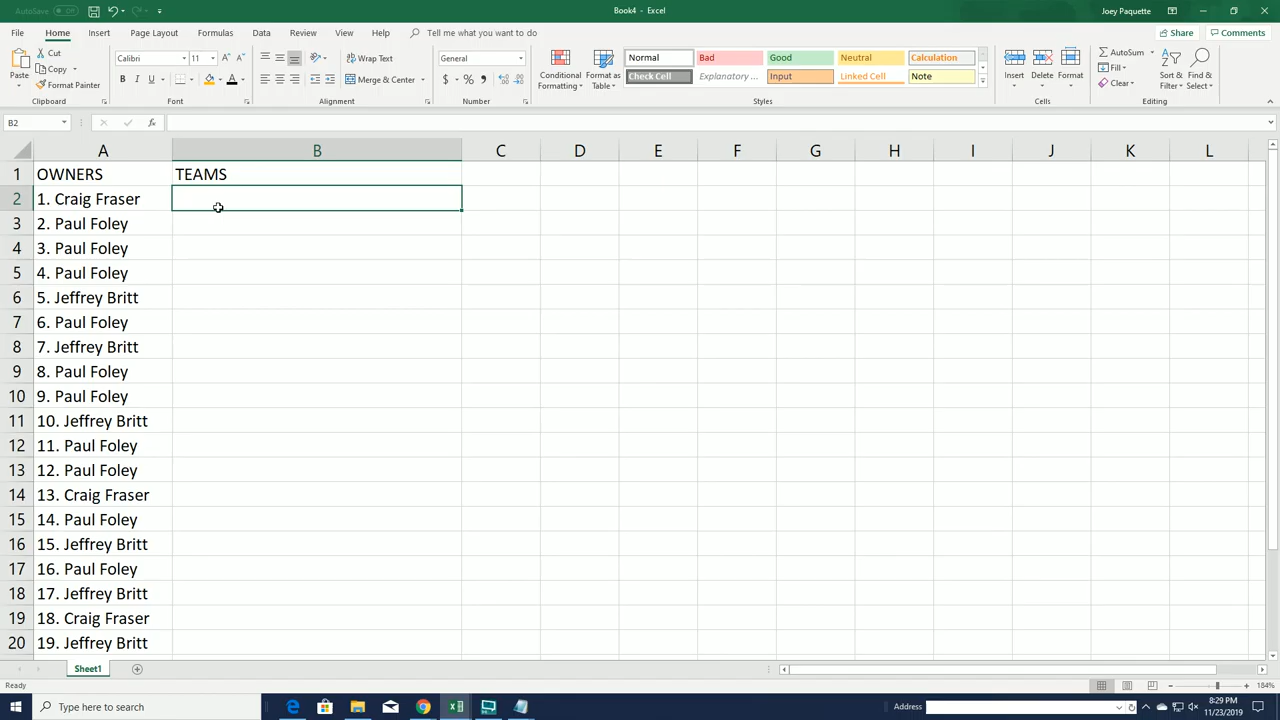 AutoSave Off
Book4 - Excel
Joey Paquette
File Home Insert Page Layout Formulas Data Review View Help Tell me what you want to do
Share Comments
Paste
Cut
Copy
Format Painter
Clipboard
Calibri 11
B I U A
Font
Wrap Text
Merge & Center
Alignment
General
$ % ,
Number
Conditional Formatting
Format as Table
Normal Bad Good Neutral Calculation
Check Cell Explanatory ... Input Linked Cell Note
Styles
Insert Delete Format
Cells
AutoSum
Fill
Clear
Sort & Filter
Find & Select
Editing
B2 fx
A B C D E F G H I J K L
1 OWNERS TEAMS
2 1. Craig Fraser
3 2. Paul Foley
4 3. Paul Foley
5 4. Paul Foley
6 5. Jeffrey Britt
7 6. Paul Foley
8 7. Jeffrey Britt
9 8. Paul Foley
10 9. Paul Foley
11 10. Jeffrey Britt
12 11. Paul Foley
13 12. Paul Foley
14 13. Craig Fraser
15 14. Paul Foley
16 15. Jeffrey Britt
17 16. Paul Foley
18 17. Jeffrey Britt
19 18. Craig Fraser
20 19. Jeffrey Britt
Sheet1
Ready
184%
Type here to search
Address
8:29 PM
11/23/2019